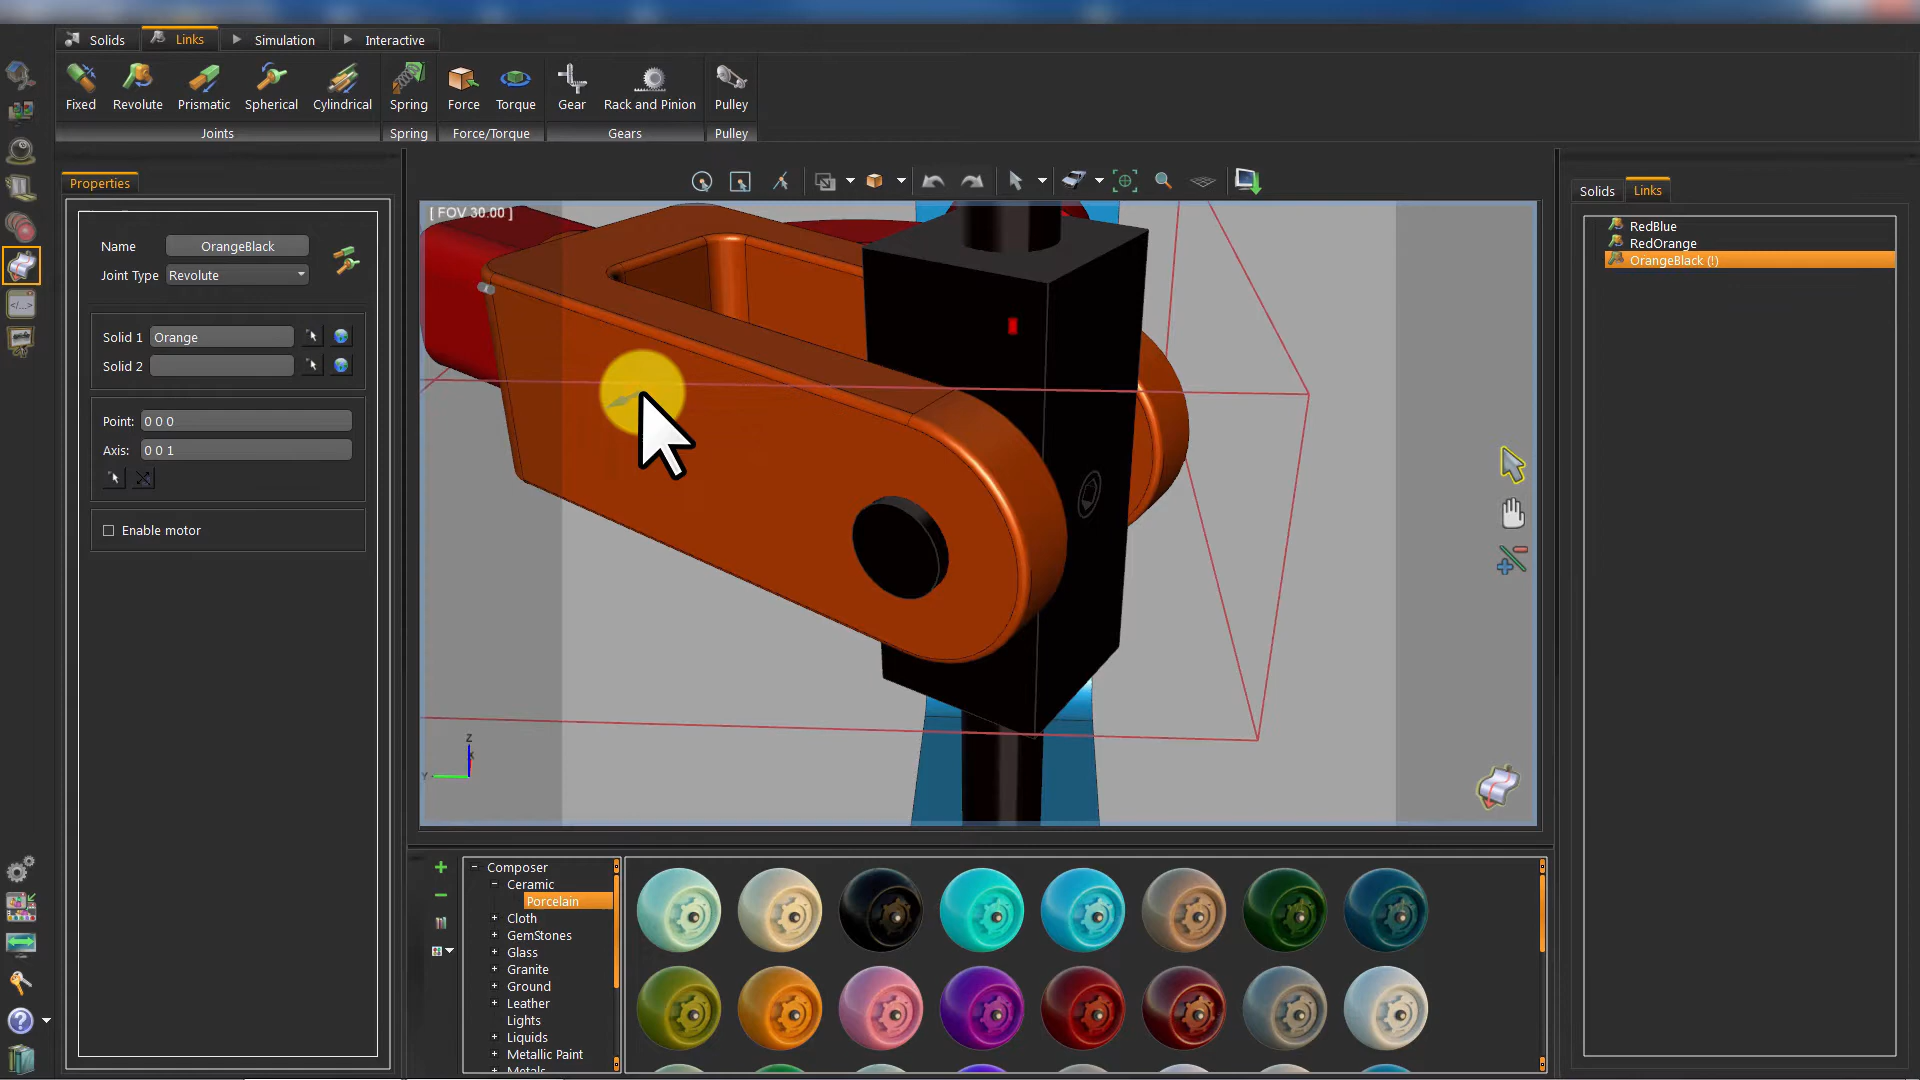 Solids Links Simulation Interactive
Fixed Revolute Prismatic Spherical Cylindrical Spring Force Torque Gear Rack and Pinion Pulley
Joints Spring Force/Torque Gears Pulley
Properties
Name OrangeBlack
Joint Type Revolute
Solid 1 Orange
Solid 2
Point: 0 0 0
Axis: 0 0 1
Enable motor
[ FOV 30.00 ]
Z
X
Y
Solids Links
RedBlue
RedOrange
OrangeBlack (!)
Composer
Ceramic
Porcelain
Cloth
GemStones
Glass
Granite
Ground
Leather
Lights
Liquids
Metallic Paint
Metals